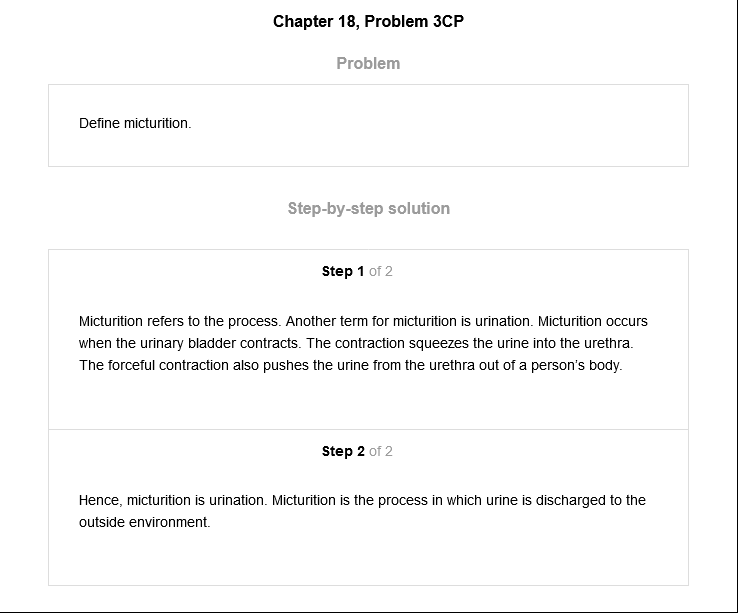 Chapter 18, Problem 3CP
Problem
Define micturition.
Step-by-step solution
Step 1 of 2
Micturition refers to the process. Another term for micturition is urination. Micturition occurs
when the urinary bladder contracts. The contraction squeezes the urine into the urethra.
The forceful contraction also pushes the urine from the urethra out of a person's body.
Step 2 of 2
Hence, micturition is urination. Micturition is the process in which urine is discharged to the
outside environment.